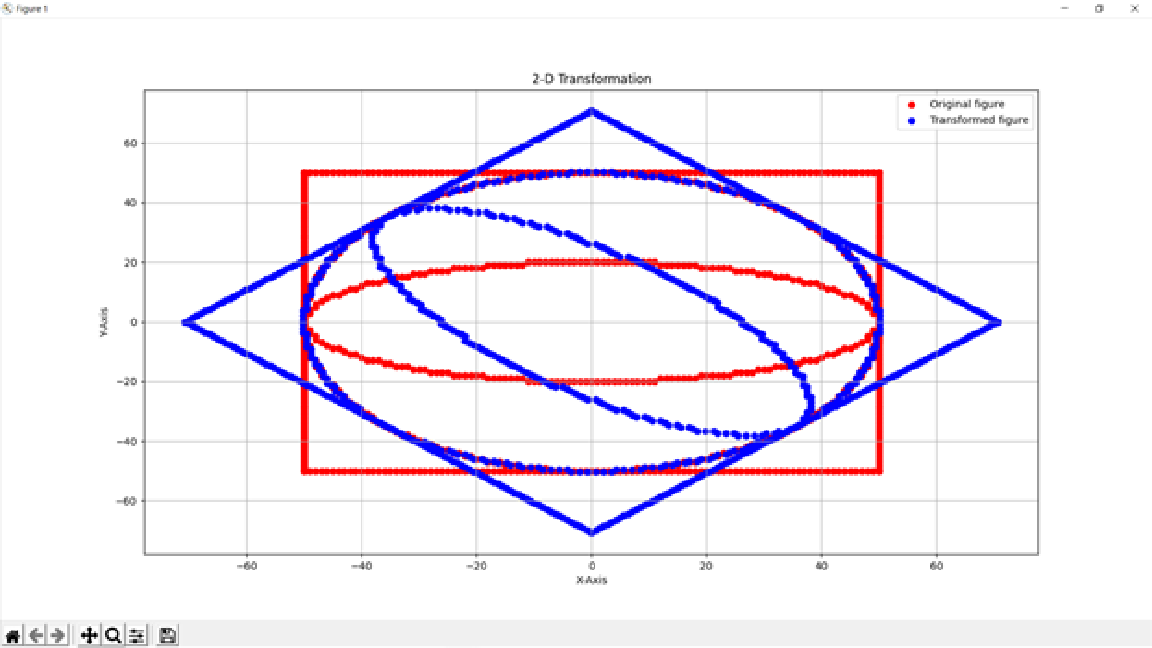 Figure 1
2-D Transformation
Original figure
Transformed figure
60
40
20
0
−20
−40
−60
Y-Axis
−60 −40 −20 0 20 40 60
X-Axis